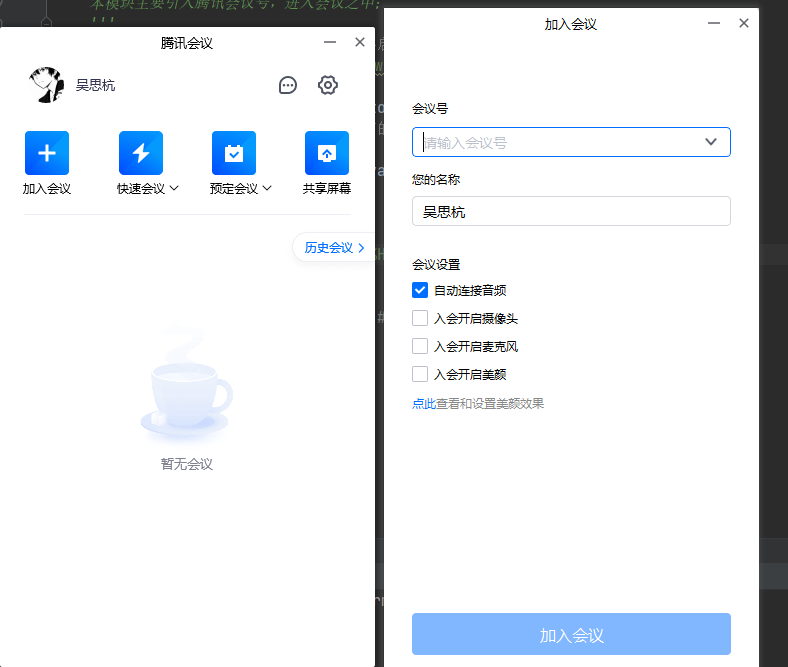 本模块主要引入腾讯会议号，进入会议之中;
'''
腾讯会议
吴思杭
加入会议
快速会议
预定会议
共享屏幕
历史会议
暂无会议
加入会议
会议号
请输入会议号
您的名称
吴思杭
会议设置
自动连接音频
入会开启摄像头
入会开启麦克风
入会开启美颜
点此查看和设置美颜效果
加入会议